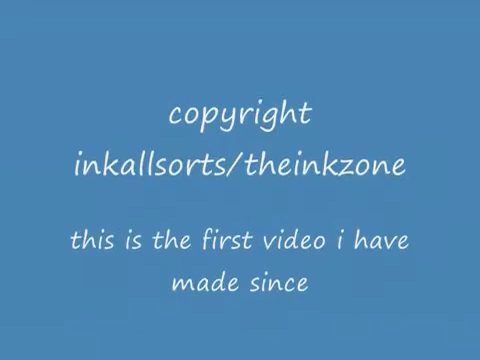 copyright
inkallsorts/theinkzone
this is the first video i have
made since